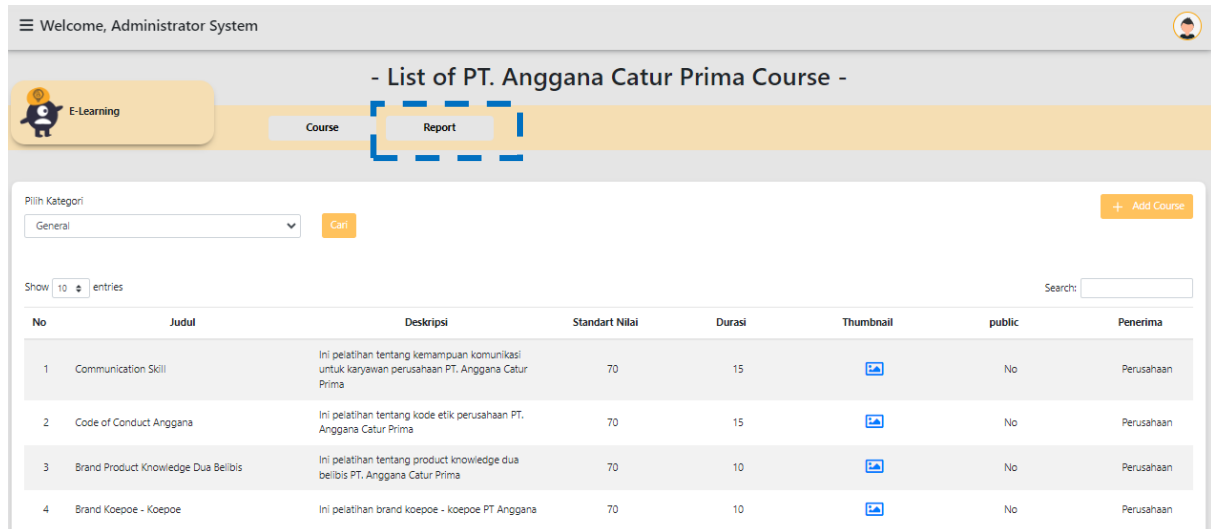 Welcome, Administrator System
- List of PT. Anggana Catur Prima Course -
E-Learning
Course Report
Pilih Kategori
General Cari + Add Course
Show 10 entries Search:
No Judul Deskripsi Standart Nilai Durasi Thumbnail public Penerima
Ini pelatihan tentang kemampuan komunikasi
1 Communication Skill untuk karyawan perusahaan PT. Anggana Catur 70 15 No Perusahaan
Prima
Ini pelatihan tentang kode etik perusahaan PT.
2 Code of Conduct Anggana 70 15 No Perusahaan
Anggana Catur Prima
Ini pelatihan tentang product knowledge dua
3 Brand Product Knowledge Dua Belibis 70 10 No Perusahaan
belibis PT. Anggana Catur Prima
4 Brand Koepoe - Koepoe Ini pelatihan brand koepoe - koepoe PT Anggana 70 10 No Perusahaan